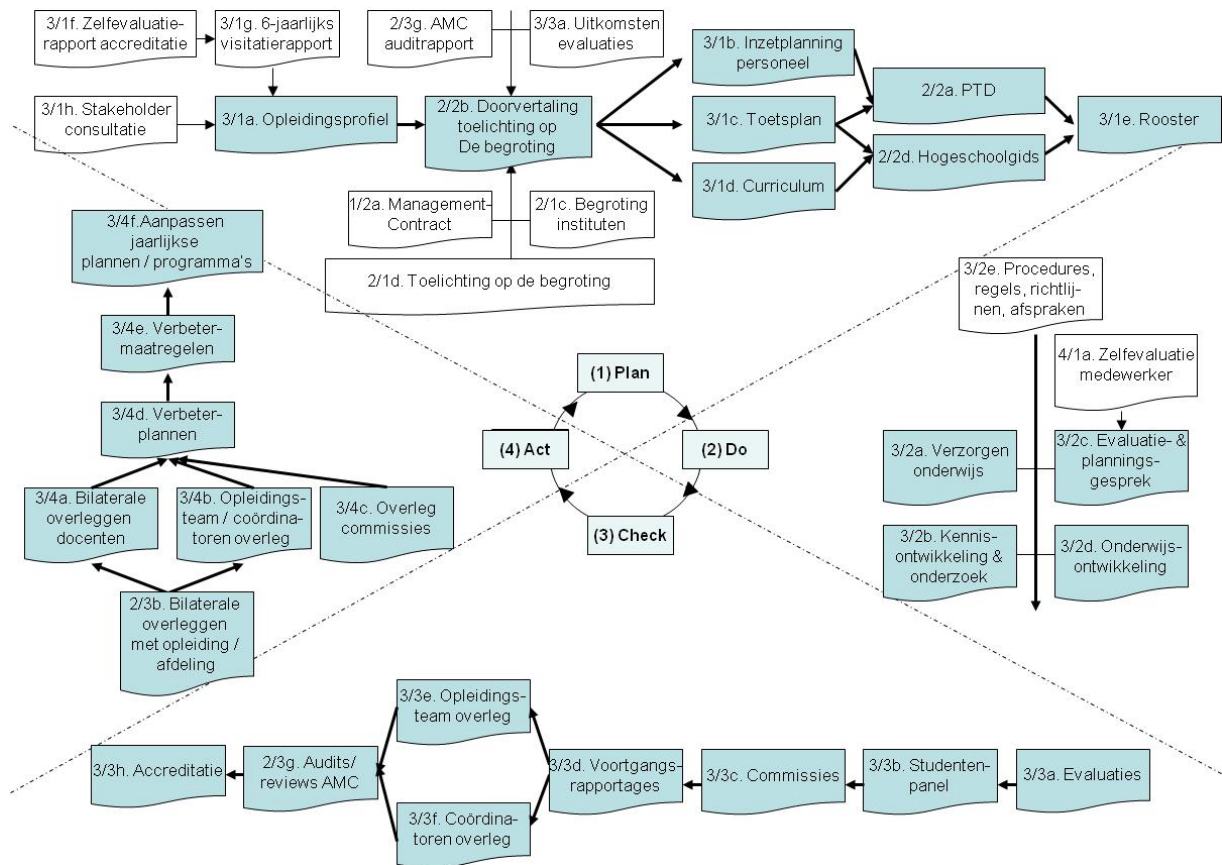 3/1f. Zelfevaluatie-
rapport accreditatie
3/1g. 6-jaarlijks
visitatierapport
2/3g. AMC
auditrapport
3/3a. Uitkomsten
evaluaties
3/1b. Inzetplanning
personeel
2/2a. PTD
3/1h. Stakeholder
consultatie
3/1a. Opleidingsprofiel
2/2b. Doorvertaling
toelichting op
De begroting
3/1c. Toetsplan
3/1e. Rooster
2/2d. Hogeschoolgids
3/1d. Curriculum
1/2a. Management-
Contract
2/1c. Begroting
instituten
2/1d. Toelichting op de begroting
3/4f. Aanpassen
jaarlijkse
plannen / programma's
3/4e. Verbeter-
maatregelen
3/4d. Verbeter-
plannen
3/4a. Bilaterale
overleggen
docenten
3/4b. Opleidings-
team / coördina-
toren overleg
3/4c. Overleg
commissies
2/3b. Bilaterale
overleggen
met opleiding /
afdeling
(1) Plan
(4) Act
(2) Do
(3) Check
3/2e. Procedures,
regels, richtlij-
nen, afspraken
4/1a. Zelfevaluatie
medewerker
3/2a. Verzorgen
onderwijs
3/2c. Evaluatie- &
plannings-
gesprek
3/2b. Kennis-
ontwikkeling &
onderzoek
3/2d. Onderwijs-
ontwikkeling
3/3e. Opleidings-
team overleg
3/3h. Accreditatie
2/3g. Audits/
reviews AMC
3/3d. Voortgangs-
rapportages
3/3c. Commissies
3/3b. Studenten-
panel
3/3a. Evaluaties
3/3f. Coördina-
toren overleg